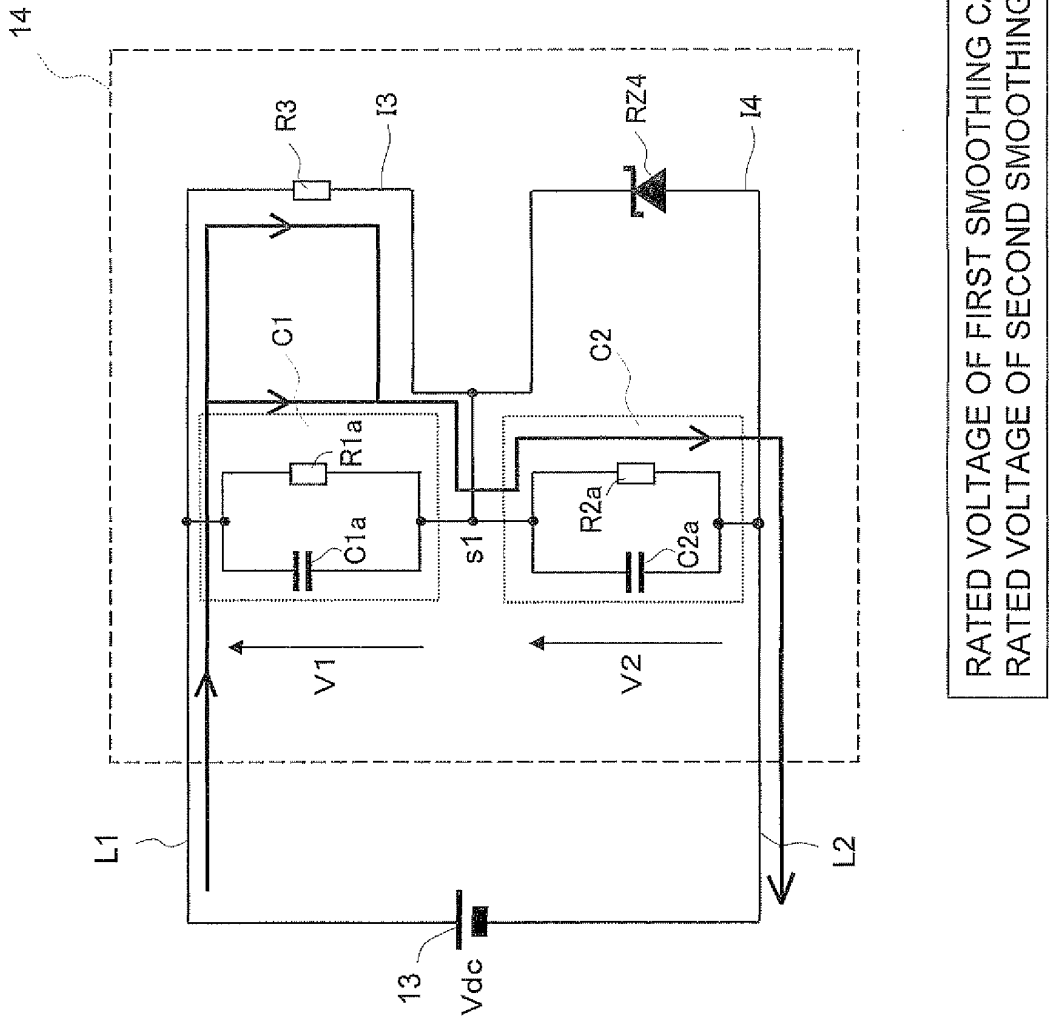 14
R3
I3
RZ4
I4
C1
C2
R1a
C1a
s1
R2a
C2a
V1
V2
L1
L2
13
Vdc
RATED VOLTAGE OF FIRST SMOOTHING
RATED VOLTAGE OF SECOND SMOOTHING